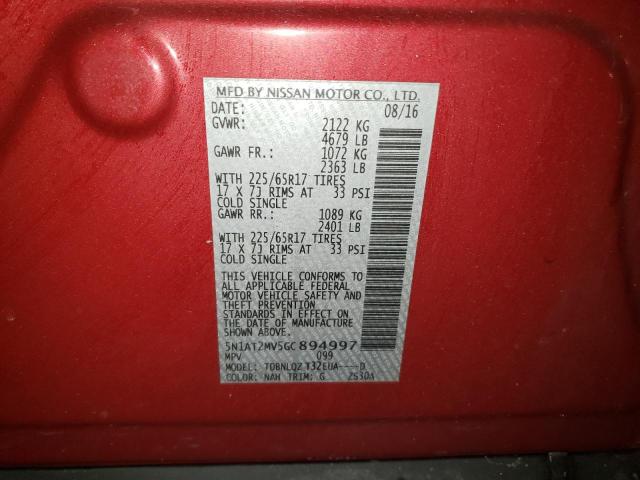 MFD BY NISSAN MOTOR CO., LTD.
DATE: 08/16
GVWR: 2122 KG
4679 LB
GAWR FR.: 1072 KG
2363 LB
WITH 225/65R17 TIRES
17 X 7J RIMS AT 33 PSI
COLD SINGLE
GAWR RR.: 1089 KG
2401 LB
WITH 225/65R17 TIRES
17 X 7J RIMS AT 33 PSI
COLD SINGLE
THIS VEHICLE CONFORMS TO
ALL APPLICABLE FEDERAL
MOTOR VEHICLE SAFETY AND
THEFT PREVENTION
STANDARDS IN EFFECT ON
THE DATE OF MANUFACTURE
SHOWN ABOVE.
5N1AT2MV5GC894997
MPV 099
MODEL: TDBNLQZ T32EUA----D
COLOR: NAH TRIM: G 2S30A